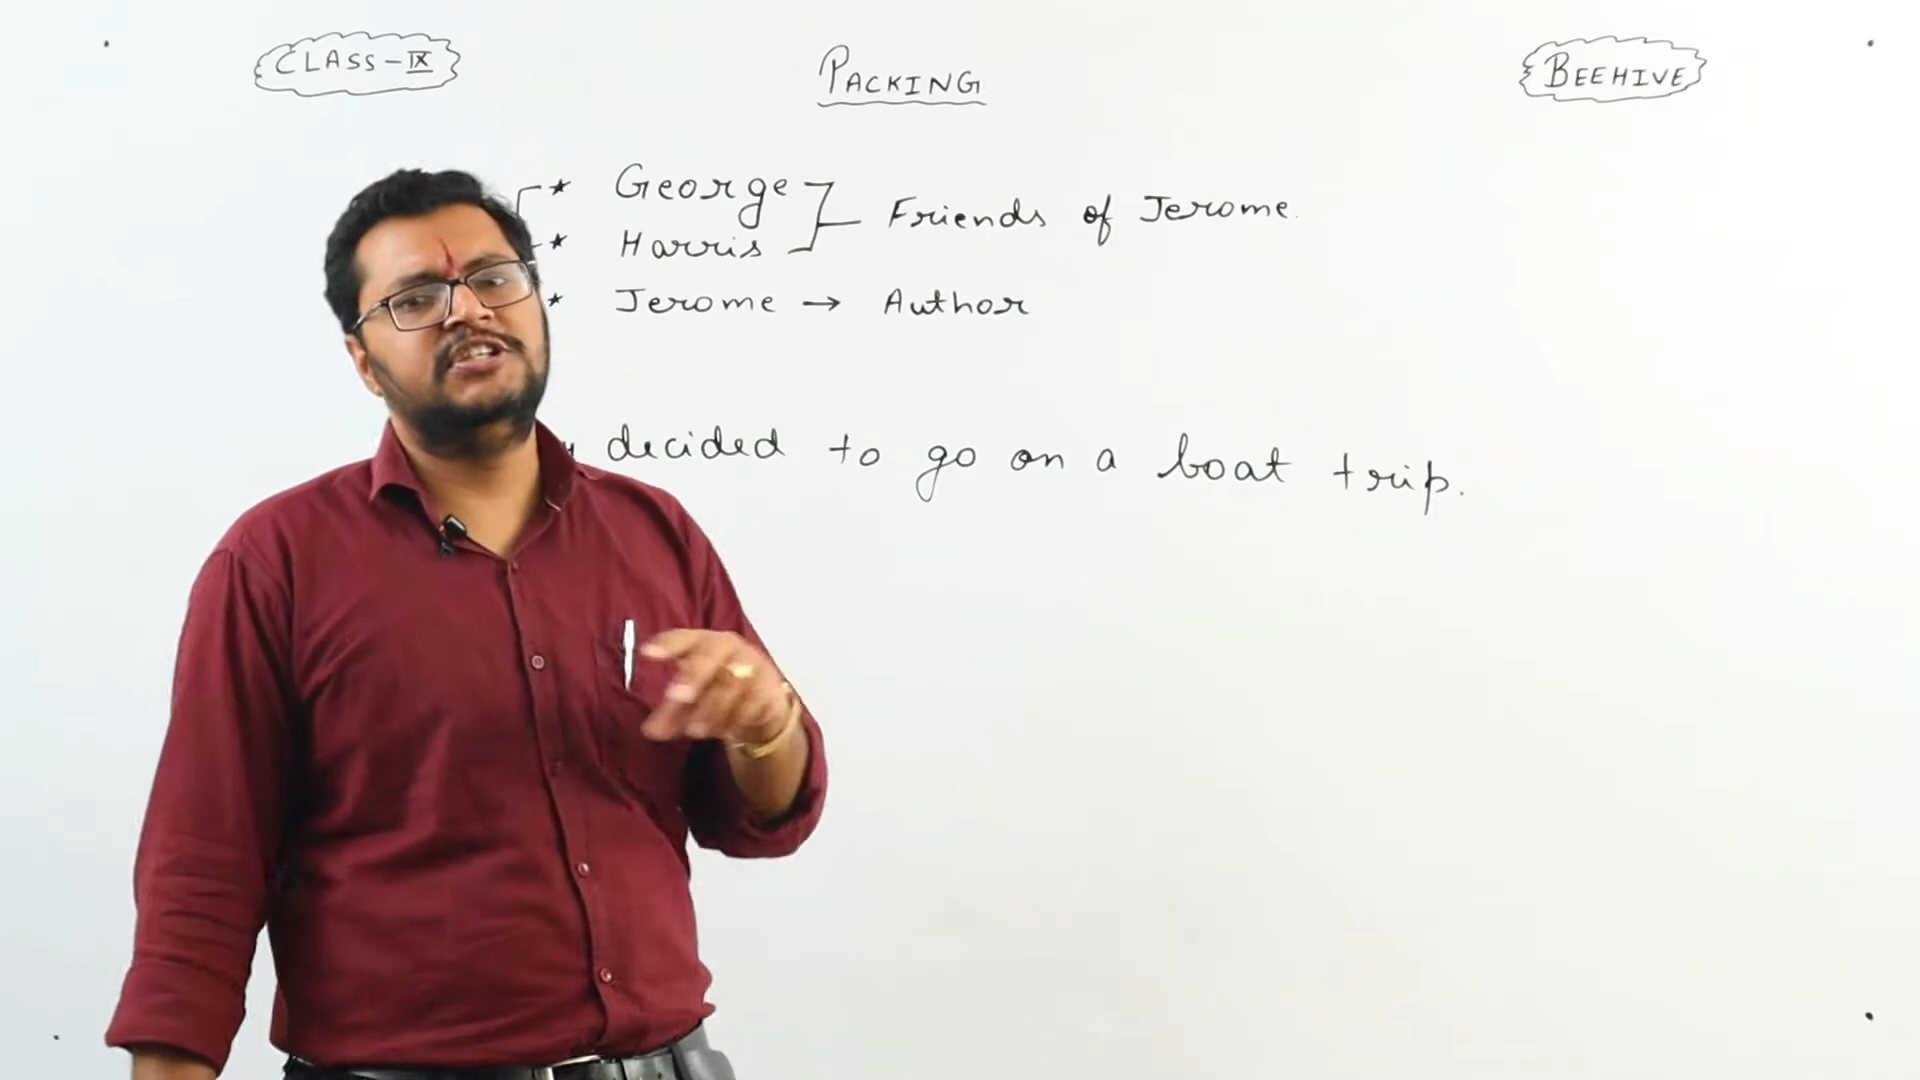 CLASS-IX
PACKING
BEEHIVE
★ George
★ Harris
Friends of Jerome.
★ Jerome → Author
decided to go on a boat trip.